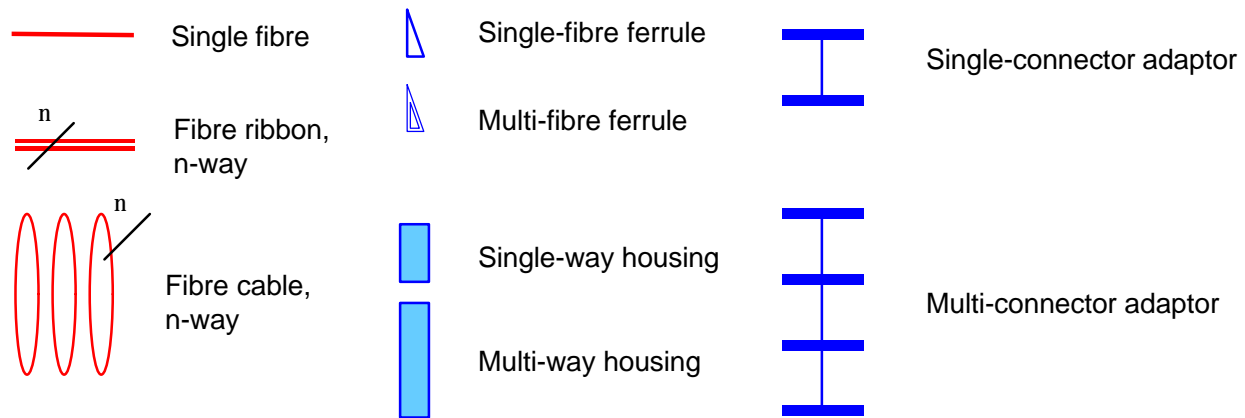 Single fibre
n
Fibre ribbon,
n-way
n
Fibre cable,
n-way
Single-fibre ferrule
Multi-fibre ferrule
Single-way housing
Multi-way housing
Single-connector adaptor
Multi-connector adaptor